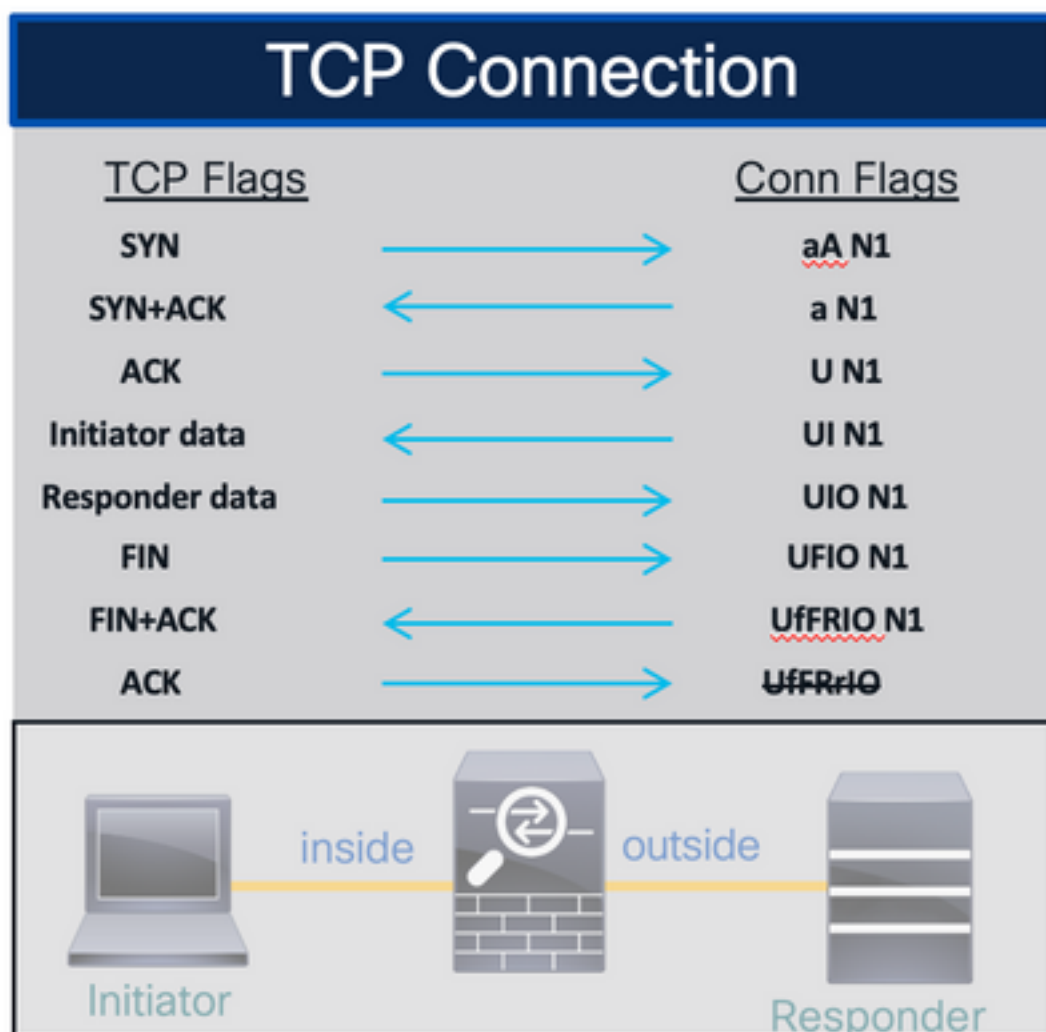 TCP Connection
TCP Flags Conn Flags
SYN aA N1
SYN+ACK a N1
ACK U N1
Initiator data UI N1
Responder data UIO N1
FIN UFIO N1
FIN+ACK UfFRIO N1
ACK UfFRrIO
inside outside
Initiator Responder